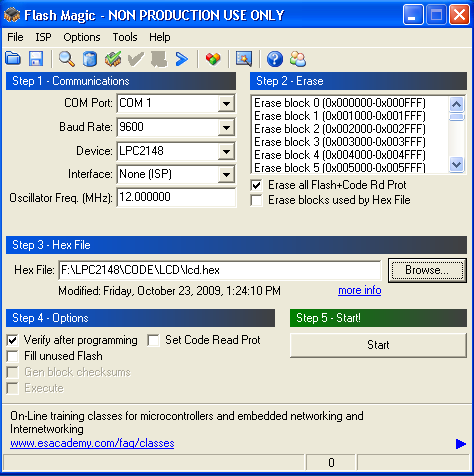 Flash Magic - NON PRODUCTION USE ONLY
File ISP Options Tools Help
Step 1 - Communications
COM Port: COM 1
Baud Rate: 9600
Device: LPC2148
Interface: None (ISP)
Oscillator Freq. (MHz): 12.000000
Step 2 - Erase
Erase block 0 (0x000000-0x000FFF)
Erase block 1 (0x001000-0x001FFF)
Erase block 2 (0x002000-0x002FFF)
Erase block 3 (0x003000-0x003FFF)
Erase block 4 (0x004000-0x004FFF)
Erase block 5 (0x005000-0x005FFF)
Erase all Flash+Code Rd Prot
Erase blocks used by Hex File
Step 3 - Hex File
Hex File: F:\LPC2148\CODE\LCD\lcd.hex Browse...
Modified: Friday, October 23, 2009, 1:24:10 PM more info
Step 4 - Options
Verify after programming Set Code Read Prot
Fill unused Flash
Gen block checksums
Execute
Step 5 - Start!
Start
On-Line training classes for microcontrollers and embedded networking and
Internetworking
www.esacademy.com/faq/classes
0